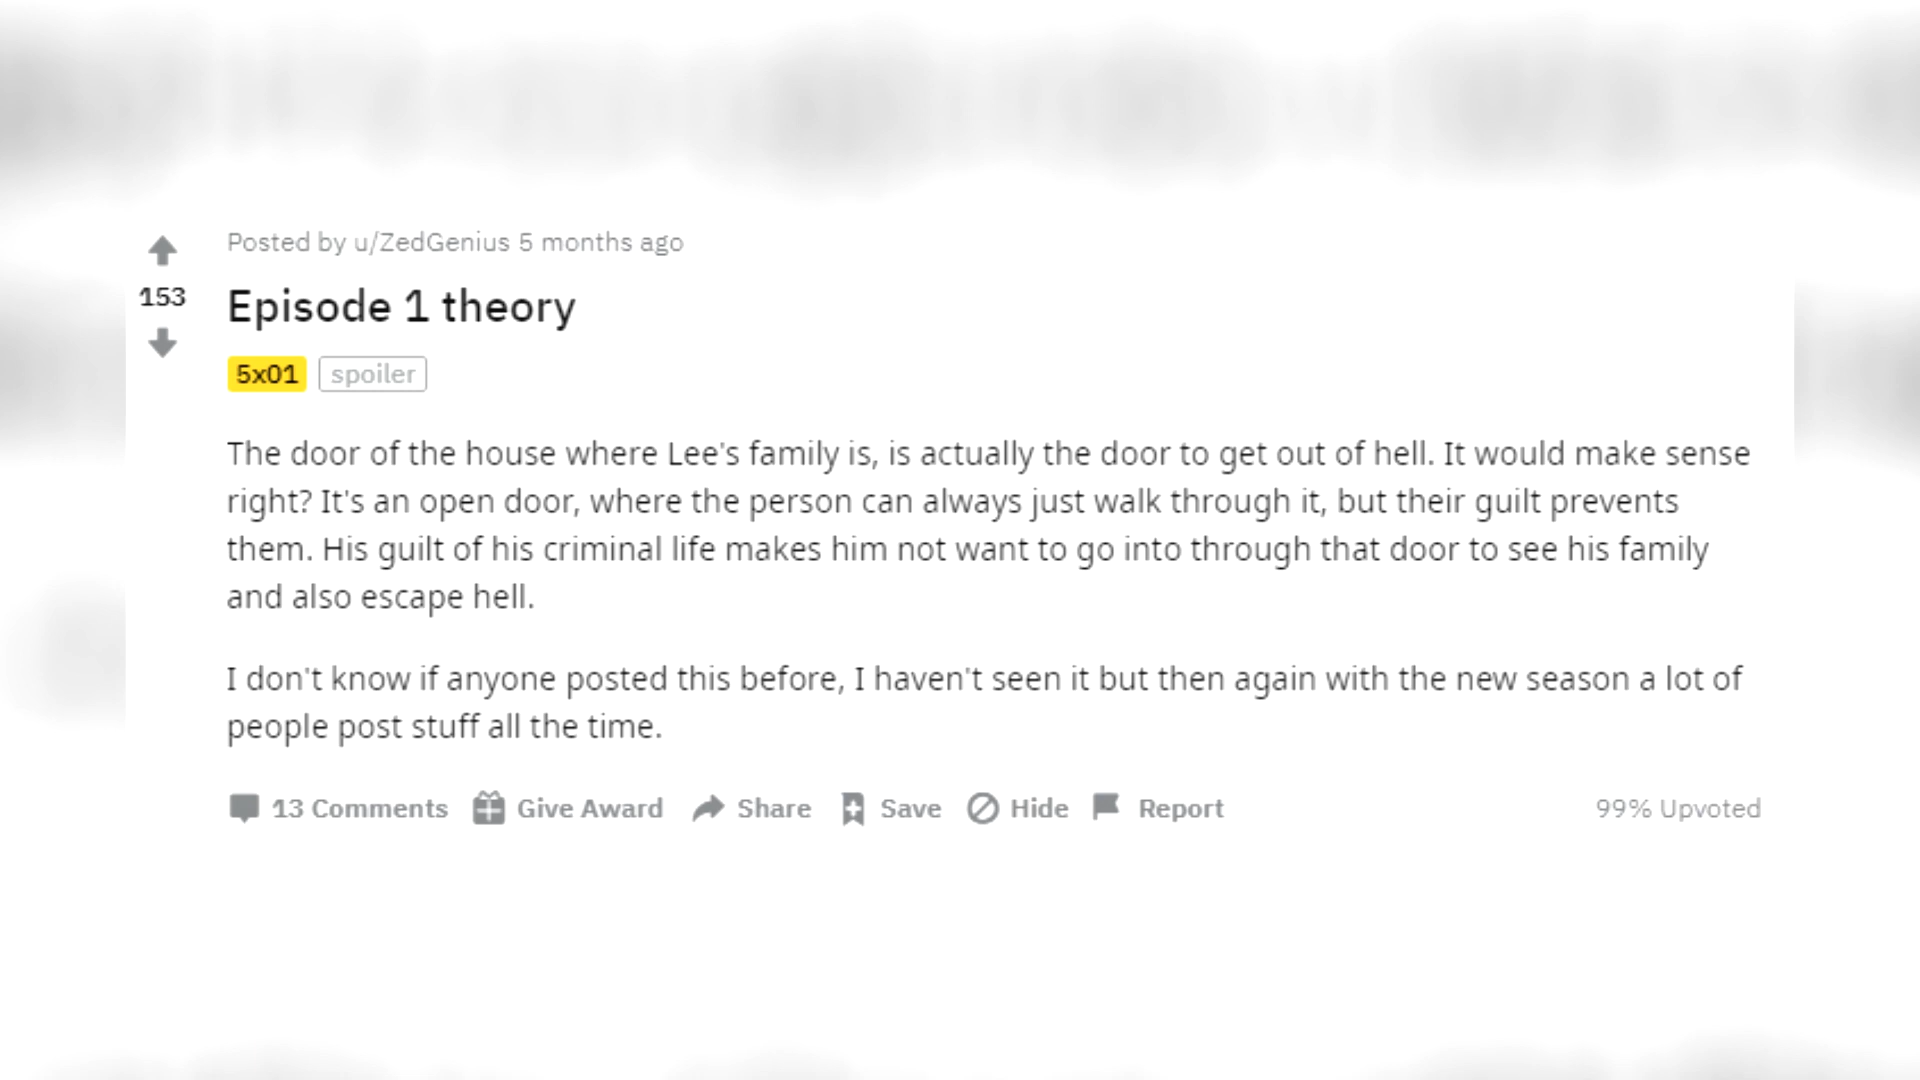 Posted by u/ZedGenius 5 months ago
153
Episode 1 theory
5x01 spoiler
The door of the house where Lee's family is, is actually the door to get out of hell. It would make sense
right? It's an open door, where the person can always just walk through it, but their guilt prevents
them. His guilt of his criminal life makes him not want to go into through that door to see his family
and also escape hell.
I don't know if anyone posted this before, I haven't seen it but then again with the new season a lot of
people post stuff all the time.
13 Comments Give Award Share Save Hide Report 99% Upvoted